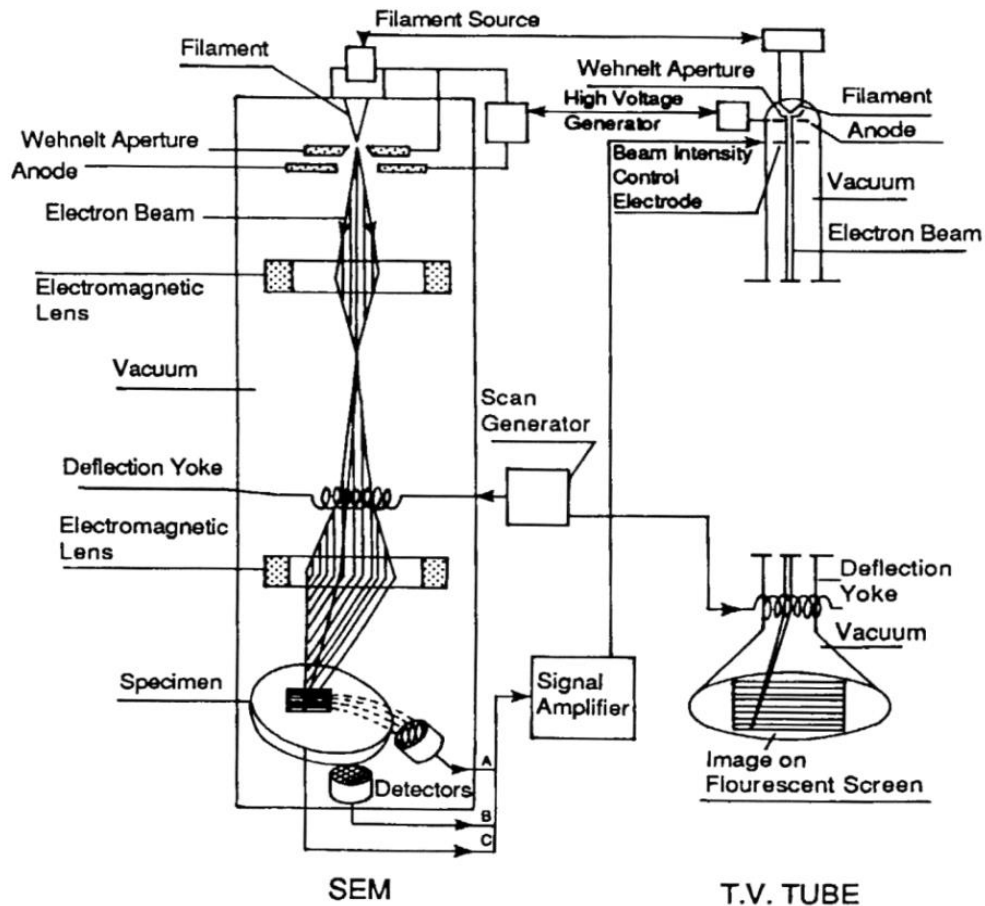 Filament Source
Filament
Wehnelt Aperture
Filament
High Voltage
Generator
Anode
Wehnelt Aperture
Anode
Beam Intensity
Control
Electrode
Vacuum
Electron Beam
Electron Beam
Electromagnetic
Lens
Vacuum
Scan
Generator
Deflection Yoke
Electromagnetic
Lens
Deflection
Yoke
Vacuum
Specimen
Signal
Amplifier
Image on
Flourescent Screen
A
Detectors
B
C
SEM
T.V. TUBE